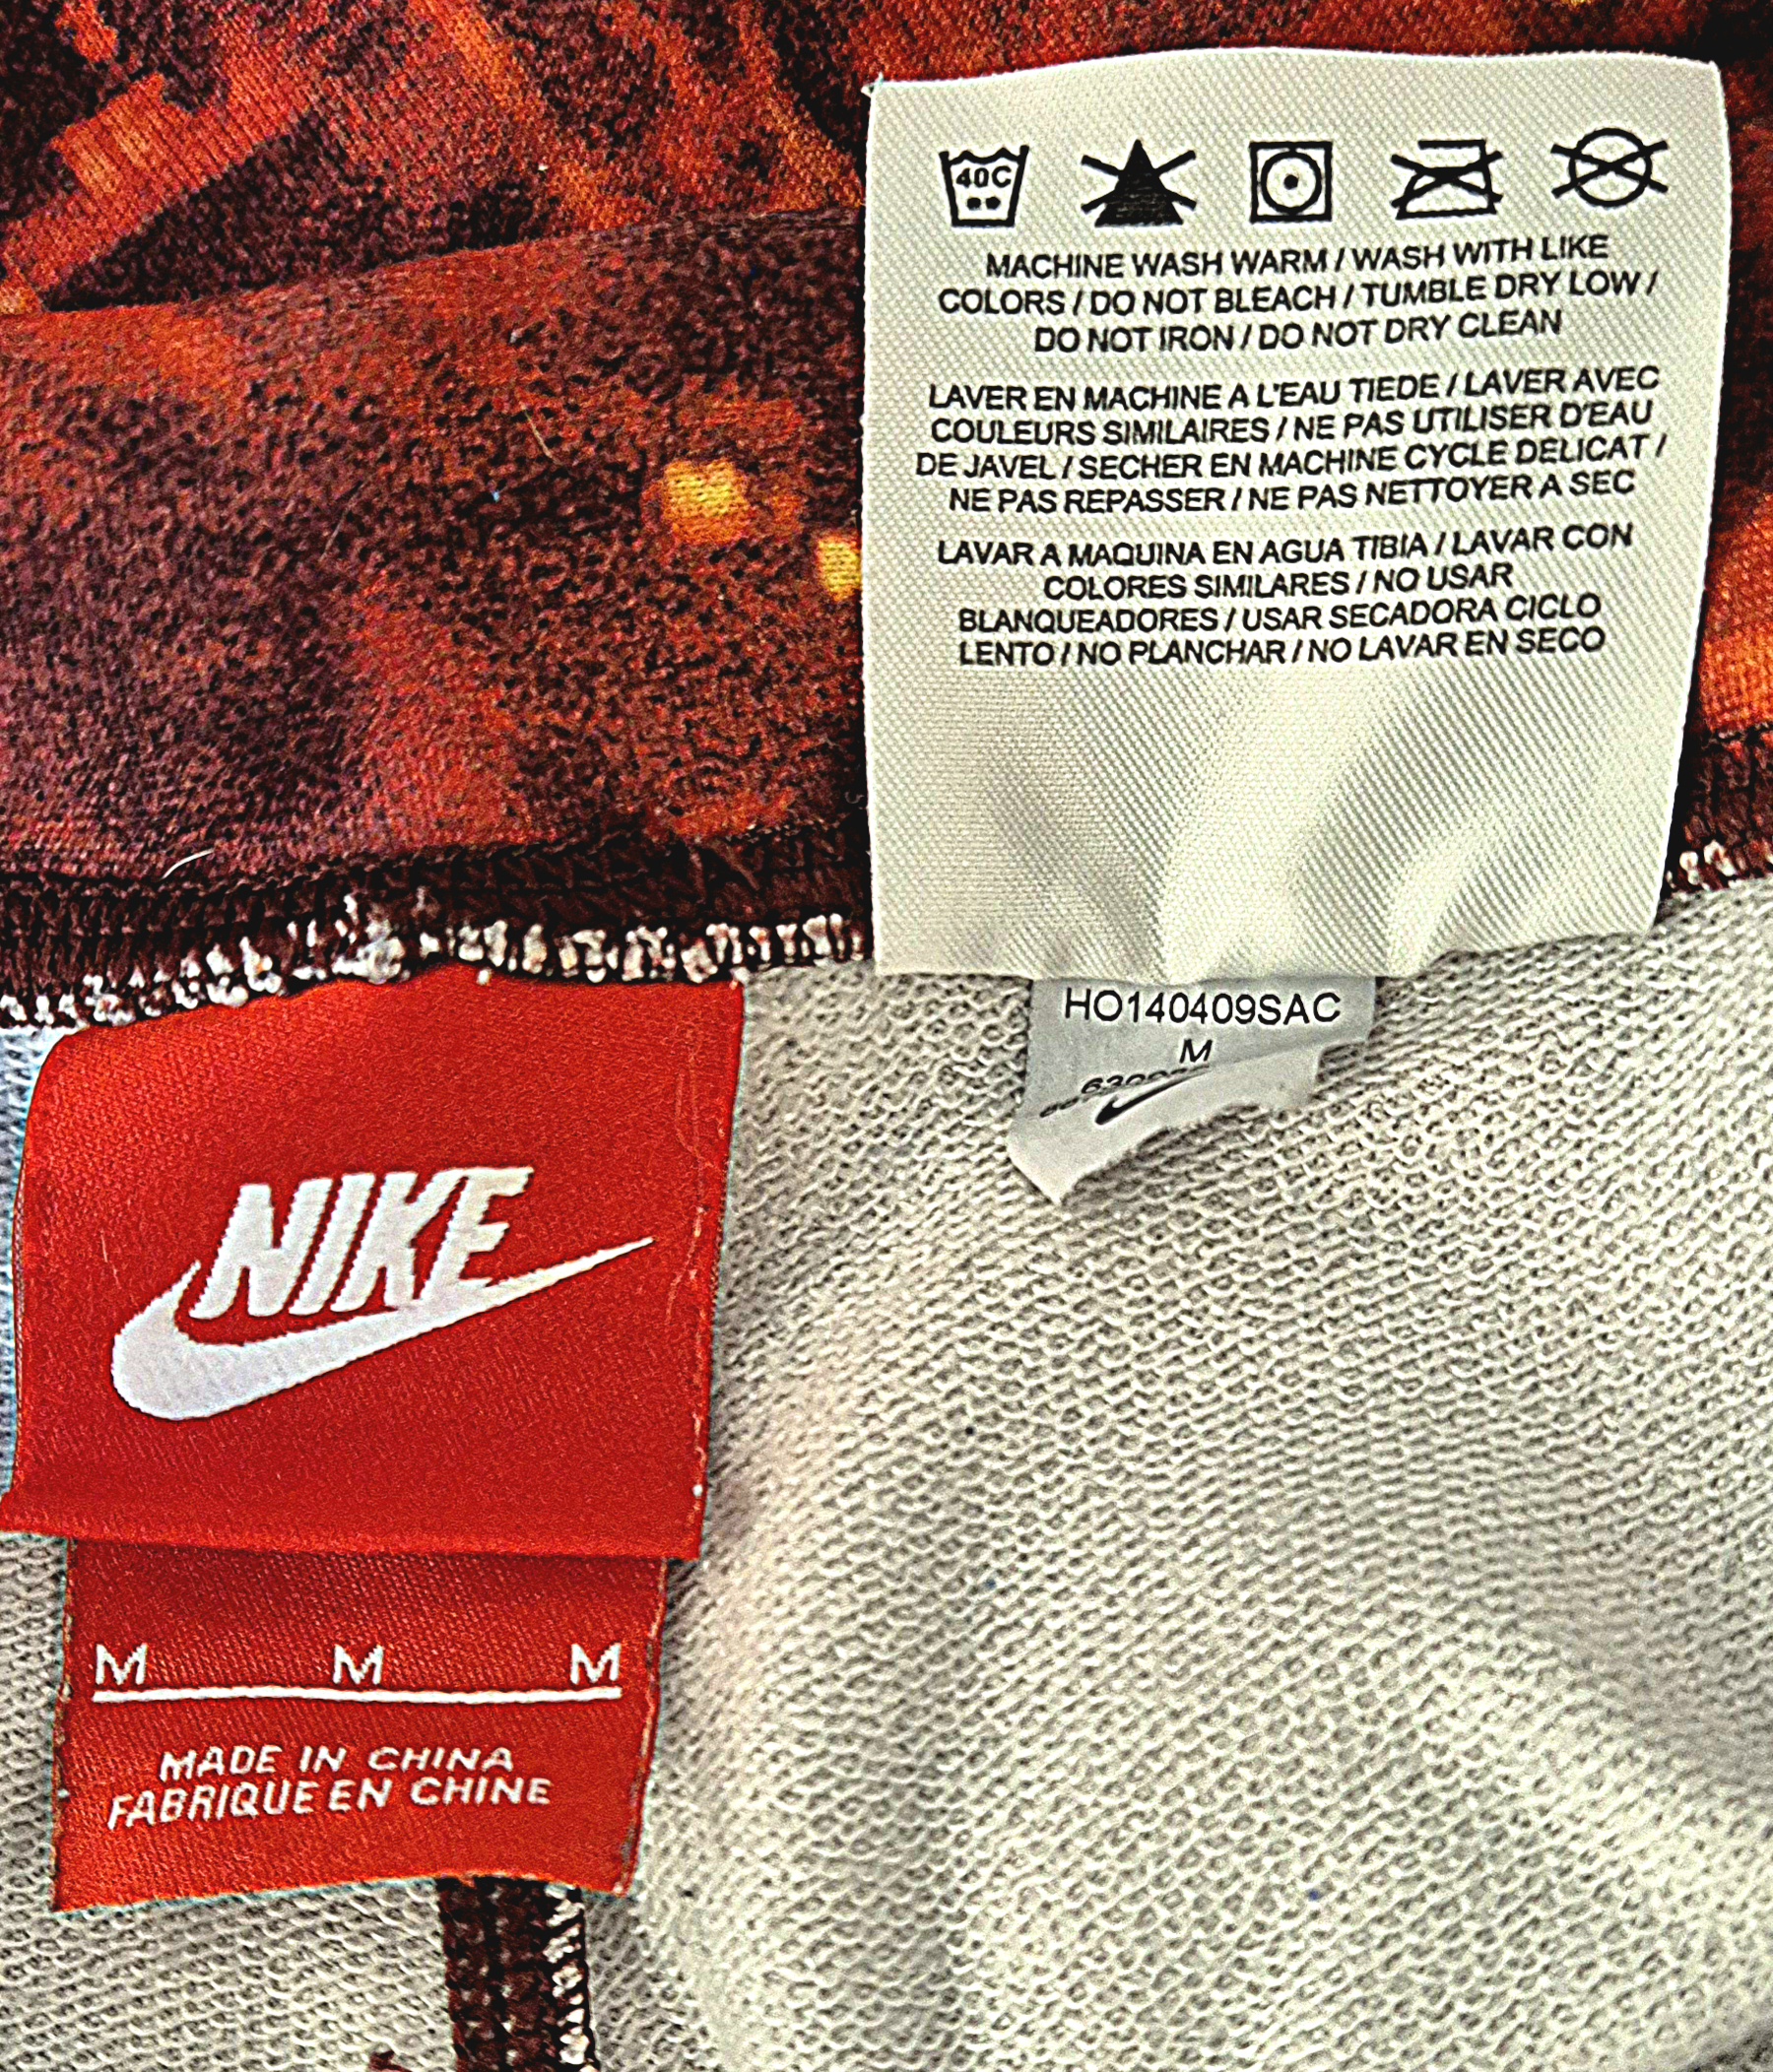 40C
MACHINE WASH WARM / WASH WITH LIKE
COLORS / DO NOT BLEACH / TUMBLE DRY LOW /
DO NOT IRON / DO NOT DRY CLEAN
LAVER EN MACHINE A L'EAU TIEDE / LAVER AVEC
COULEURS SIMILAIRES / NE PAS UTILISER D'EAU
DE JAVEL / SECHER EN MACHINE CYCLE DELICAT /
NE PAS REPASSER / NE PAS NETTOYER A SEC
LAVAR A MAQUINA EN AGUA TIBIA / LAVAR CON
COLORES SIMILARES / NO USAR
BLANQUEADORES / USAR SECADORA CICLO
LENTO / NO PLANCHAR / NO LAVAR EN SECO
HO140409SAC
M
NIKE
M M M
MADE IN CHINA
FABRIQUE EN CHINE